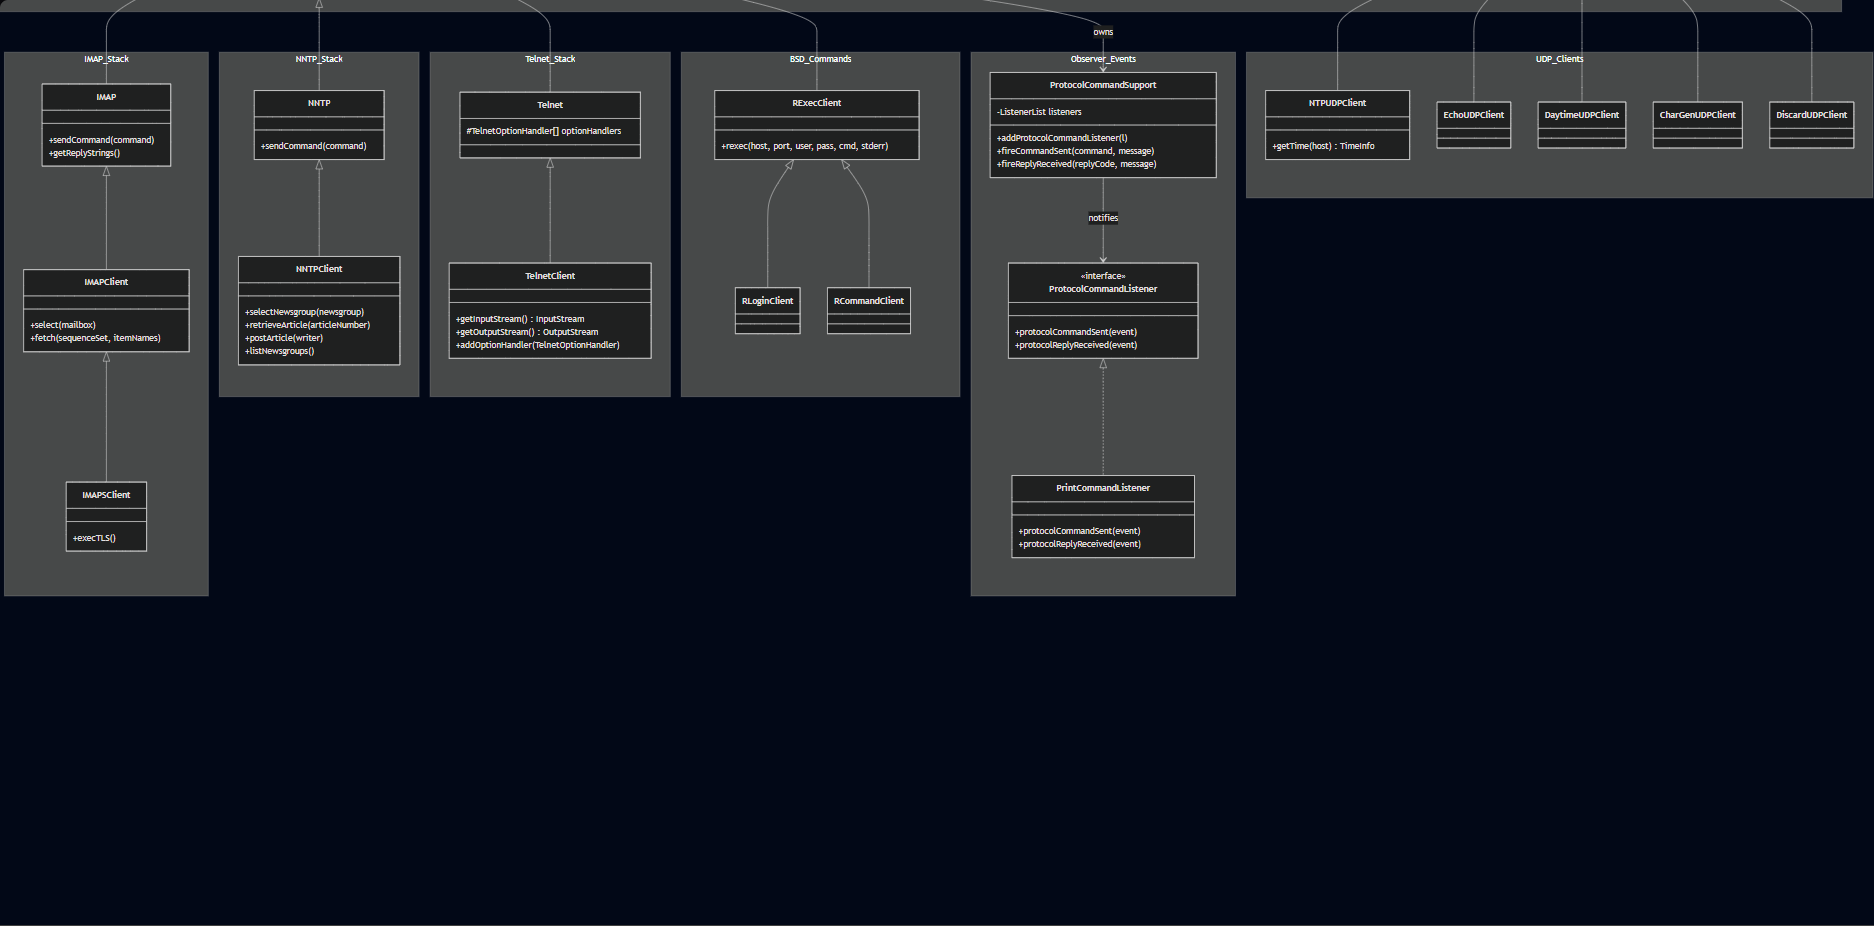 owns
IMAP_Stack
IMAP
+sendCommand(command)
+getReplyStrings()
IMAPClient
+select(mailbox)
+fetch(sequenceSet, itemNames)
IMAPSClient
+execTLS()
NNTP_Stack
NNTP
+sendCommand(command)
NNTPClient
+selectNewsgroup(newsgroup)
+retrieveArticle(articleNumber)
+postArticle(writer)
+listNewsgroups()
Telnet_Stack
Telnet
#TelnetOptionHandler[] optionHandlers
TelnetClient
+getInputStream() : InputStream
+getOutputStream() : OutputStream
+addOptionHandler(TelnetOptionHandler)
BSD_Commands
RExecClient
+rexec(host, port, user, pass, cmd, stderr)
RLoginClient
RCommandClient
Observer_Events
ProtocolCommandSupport
-ListenerList listeners
+addProtocolCommandListener(l)
+fireCommandSent(command, message)
+fireReplyReceived(replyCode, message)
notifies
«interface»
ProtocolCommandListener
+protocolCommandSent(event)
+protocolReplyReceived(event)
PrintCommandListener
+protocolCommandSent(event)
+protocolReplyReceived(event)
UDP_Clients
NTPUDPClient
+getTime(host) : TimeInfo
EchoUDPClient
DaytimeUDPClient
CharGenUDPClient
DiscardUDPClient